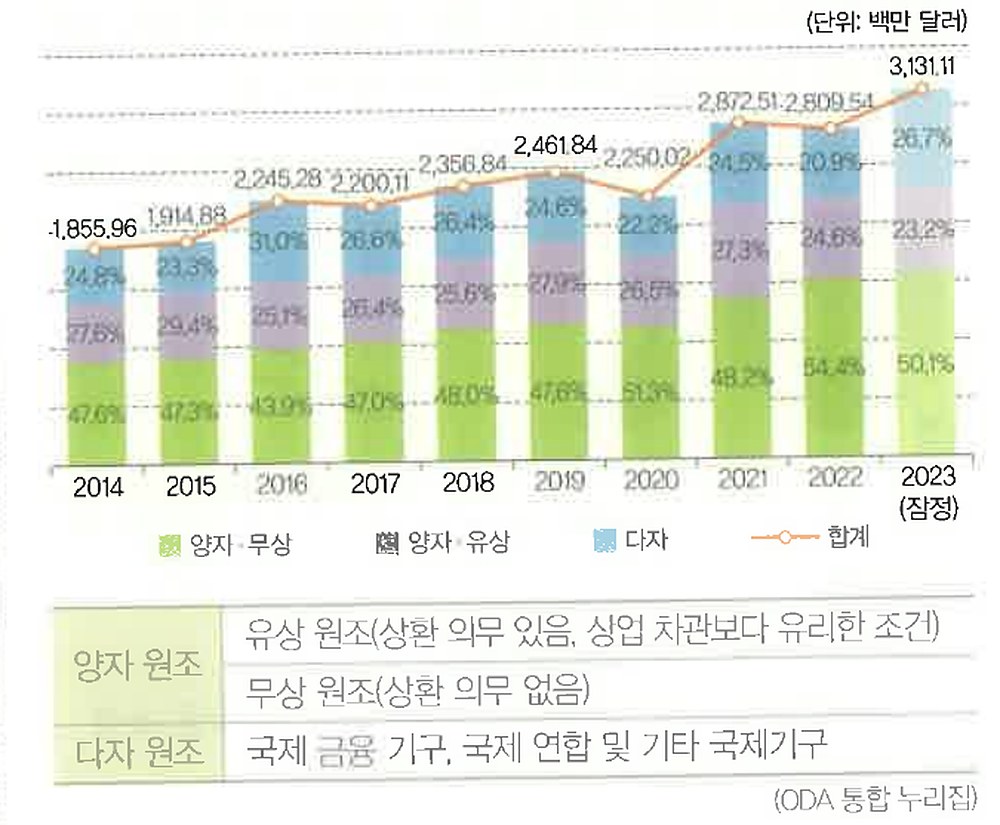 (단위: 백만 달러)
3,131.11
2,872.51 2,809.54
2,461.84
2,356.84 2,250.02
2,245.28 2,200.11
1,914.88
1,855.96
24.8% 23.3% 31.0% 26.6% 26.4% 24.6% 22.2% 24.5% 20.9% 26.7%
27.6% 29.4% 25.1% 26.4% 25.6% 27.9% 26.5% 27.3% 24.6% 23.2%
47.6% 47.3% 43.9% 47.0% 48.0% 47.6% 51.3% 48.2% 54.4% 50.1%
2014 2015 2016 2017 2018 2019 2020 2021 2022 2023
(잠정)
양자·무상 양자·유상 다자 합계
유상 원조(상환 의무 있음, 상업 차관보다 유리한 조건)
양자 원조
무상 원조(상환 의무 없음)
다자 원조 국제 금융 기구, 국제 연합 및 기타 국제기구
(ODA 통합 누리집)